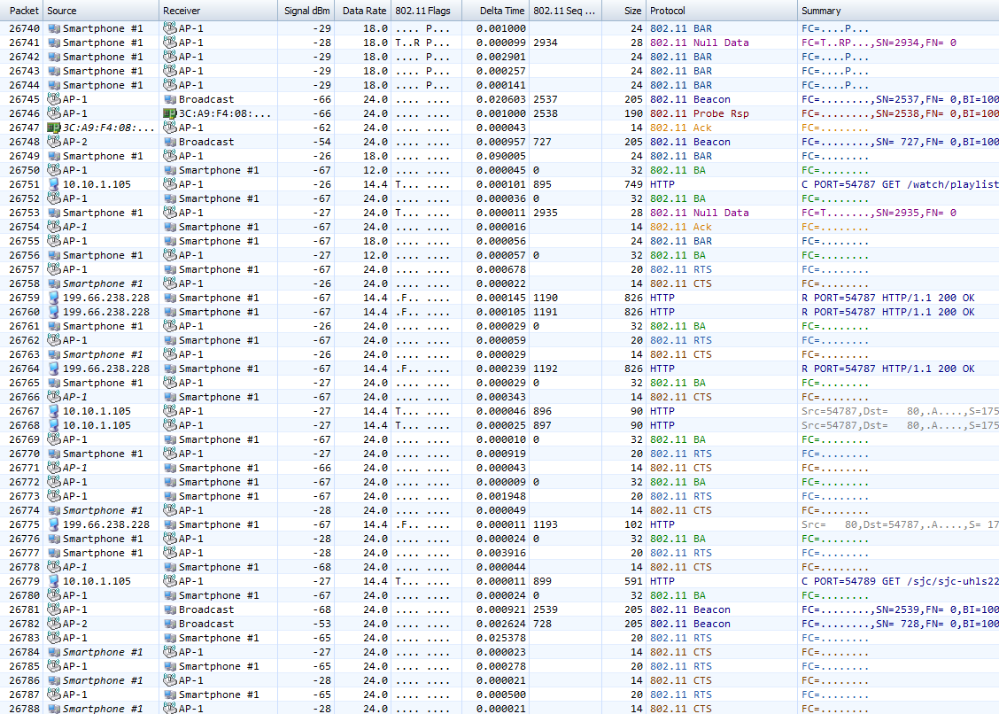 Packet Source Receiver Signal dBm Data Rate 802.11 Flags Delta Time 802.11 Seq ... Size Protocol Summary
26740 Smartphone #1 AP-1 -29 18.0 .... P... 0.001000 24 802.11 BAR FC=....P...
26741 Smartphone #1 AP-1 -28 18.0 T..R P... 0.000099 2934 28 802.11 Null Data FC=T..RP...,SN=2934,FN= 0
26742 Smartphone #1 AP-1 -29 18.0 .... P... 0.002901 24 802.11 BAR FC=....P...
26743 Smartphone #1 AP-1 -29 18.0 .... P... 0.000257 24 802.11 BAR FC=....P...
26744 Smartphone #1 AP-1 -29 18.0 .... P... 0.000141 24 802.11 BAR FC=....P...
26745 AP-1 Broadcast -66 24.0 .... .... 0.020603 2537 205 802.11 Beacon FC=........,SN=2537,FN= 0,BI=100
26746 AP-1 3C:A9:F4:08:... -66 24.0 .... .... 0.001000 2538 190 802.11 Probe Rsp FC=........,SN=2538,FN= 0,BI=100
26747 3C:A9:F4:08:... AP-1 -62 24.0 .... .... 0.000043 14 802.11 Ack FC=........
26748 AP-2 Broadcast -54 24.0 .... .... 0.000957 727 205 802.11 Beacon FC=........,SN= 727,FN= 0,BI=100
26749 Smartphone #1 AP-1 -26 18.0 .... .... 0.090005 24 802.11 BAR FC=........
26750 AP-1 Smartphone #1 -67 12.0 .... .... 0.000045 0 32 802.11 BA FC=........
26751 10.10.1.105 AP-1 -26 14.4 T... .... 0.000101 895 749 HTTP C PORT=54787 GET /watch/playlist
26752 AP-1 Smartphone #1 -67 24.0 .... .... 0.000036 0 32 802.11 BA FC=........
26753 Smartphone #1 AP-1 -27 24.0 T... .... 0.000011 2935 28 802.11 Null Data FC=T.......,SN=2935,FN= 0
26754 AP-1 Smartphone #1 -67 24.0 .... .... 0.000016 14 802.11 Ack FC=........
26755 AP-1 Smartphone #1 -67 18.0 .... .... 0.000056 24 802.11 BAR FC=........
26756 Smartphone #1 AP-1 -27 12.0 .... .... 0.000057 0 32 802.11 BA FC=........
26757 AP-1 Smartphone #1 -67 24.0 .... .... 0.000678 20 802.11 RTS FC=........
26758 Smartphone #1 AP-1 -26 24.0 .... .... 0.000022 14 802.11 CTS FC=........
26759 199.66.238.228 Smartphone #1 -67 14.4 .F.. .... 0.000145 1190 826 HTTP R PORT=54787 HTTP/1.1 200 OK
26760 199.66.238.228 Smartphone #1 -67 14.4 .F.. .... 0.000105 1191 826 HTTP R PORT=54787 HTTP/1.1 200 OK
26761 Smartphone #1 AP-1 -26 24.0 .... .... 0.000029 0 32 802.11 BA FC=........
26762 AP-1 Smartphone #1 -67 24.0 .... .... 0.000059 20 802.11 RTS FC=........
26763 Smartphone #1 AP-1 -26 24.0 .... .... 0.000029 14 802.11 CTS FC=........
26764 199.66.238.228 Smartphone #1 -67 14.4 .F.. .... 0.000239 1192 826 HTTP R PORT=54787 HTTP/1.1 200 OK
26765 Smartphone #1 AP-1 -27 24.0 .... .... 0.000029 0 32 802.11 BA FC=........
26766 AP-1 Smartphone #1 -67 24.0 .... .... 0.000343 14 802.11 CTS FC=........
26767 10.10.1.105 AP-1 -27 14.4 T... .... 0.000046 896 90 HTTP Src=54787,Dst= 80,.A....,S=175
26768 10.10.1.105 AP-1 -27 14.4 T... .... 0.000025 897 90 HTTP Src=54787,Dst= 80,.A....,S=175
26769 AP-1 Smartphone #1 -67 24.0 .... .... 0.000010 0 32 802.11 BA FC=........
26770 Smartphone #1 AP-1 -27 24.0 .... .... 0.000919 20 802.11 RTS FC=........
26771 AP-1 Smartphone #1 -66 24.0 .... .... 0.000043 14 802.11 CTS FC=........
26772 AP-1 Smartphone #1 -67 24.0 .... .... 0.000009 0 32 802.11 BA FC=........
26773 AP-1 Smartphone #1 -67 24.0 .... .... 0.001948 20 802.11 RTS FC=........
26774 Smartphone #1 AP-1 -28 24.0 .... .... 0.000049 14 802.11 CTS FC=........
26775 199.66.238.228 Smartphone #1 -67 14.4 .F.. .... 0.000011 1193 102 HTTP Src= 80,Dst=54787,.A....,S= 17
26776 Smartphone #1 AP-1 -28 24.0 .... .... 0.000024 0 32 802.11 BA FC=........
26777 Smartphone #1 AP-1 -28 24.0 .... .... 0.003916 20 802.11 RTS FC=........
26778 AP-1 Smartphone #1 -68 24.0 .... .... 0.000044 14 802.11 CTS FC=........
26779 10.10.1.105 AP-1 -27 14.4 T... .... 0.000011 899 591 HTTP C PORT=54789 GET /sjc/sjc-uhls22
26780 AP-1 Smartphone #1 -67 24.0 .... .... 0.000024 0 32 802.11 BA FC=........
26781 AP-1 Broadcast -68 24.0 .... .... 0.000921 2539 205 802.11 Beacon FC=........,SN=2539,FN= 0,BI=100
26782 AP-2 Broadcast -53 24.0 .... .... 0.002624 728 205 802.11 Beacon FC=........,SN= 728,FN= 0,BI=100
26783 AP-1 Smartphone #1 -65 24.0 .... .... 0.025378 20 802.11 RTS FC=........
26784 Smartphone #1 AP-1 -27 24.0 .... .... 0.000023 14 802.11 CTS FC=........
26785 AP-1 Smartphone #1 -65 24.0 .... .... 0.000278 20 802.11 RTS FC=........
26786 Smartphone #1 AP-1 -28 24.0 .... .... 0.000021 14 802.11 CTS FC=........
26787 AP-1 Smartphone #1 -65 24.0 .... .... 0.000500 20 802.11 RTS FC=........
26788 Smartphone #1 AP-1 -28 24.0 .... .... 0.000021 14 802.11 CTS FC=........